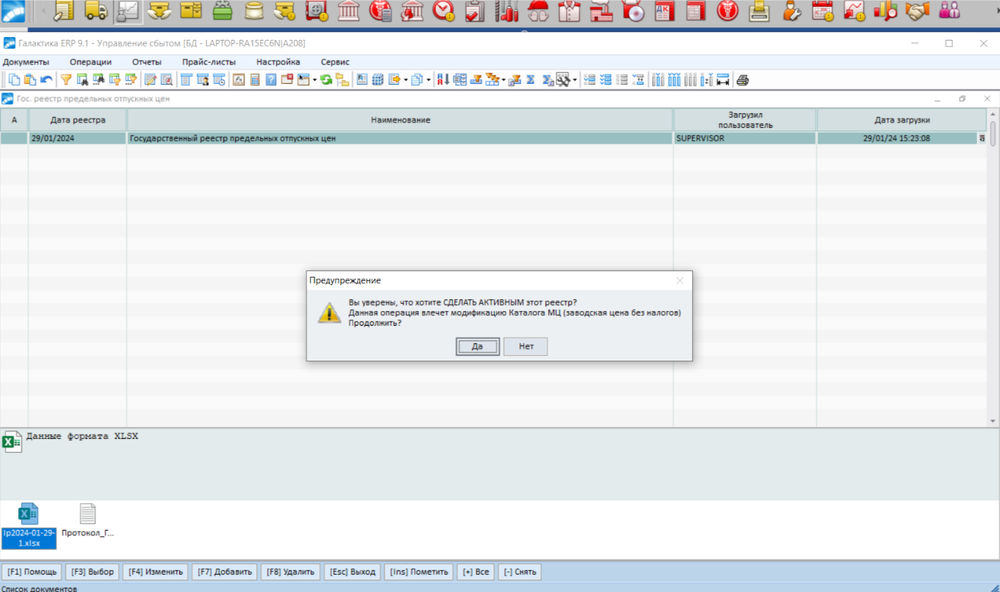 Галактика ERP 9.1 - Управление сбытом [БД - LAPTOP-RA15EC6N|A208]
Документы Операции Отчеты Прайс-листы Настройка Сервис
Гос. реестр предельных отпускных цен
А Дата реестра Наименование Загрузил пользователь Дата загрузки
29/01/2024 Государственный реестр предельных отпускных цен SUPERVISOR 29/01/24 15:23:08
Предупреждение
Вы уверены, что хотите СДЕЛАТЬ АКТИВНЫМ этот реестр?
Данная операция влечет модификацию Каталога МЦ (заводская цена без налогов)
Продолжить?
Да Нет
Данные формата XLSX
lp2024-01-29-
1.xlsx
Протокол_Г...
[F1] Помощь [F3] Выбор [F4] Изменить [F7] Добавить [F8] Удалить [Esc] Выход [Ins] Пометить [+] Все [-] Снять
Список документов